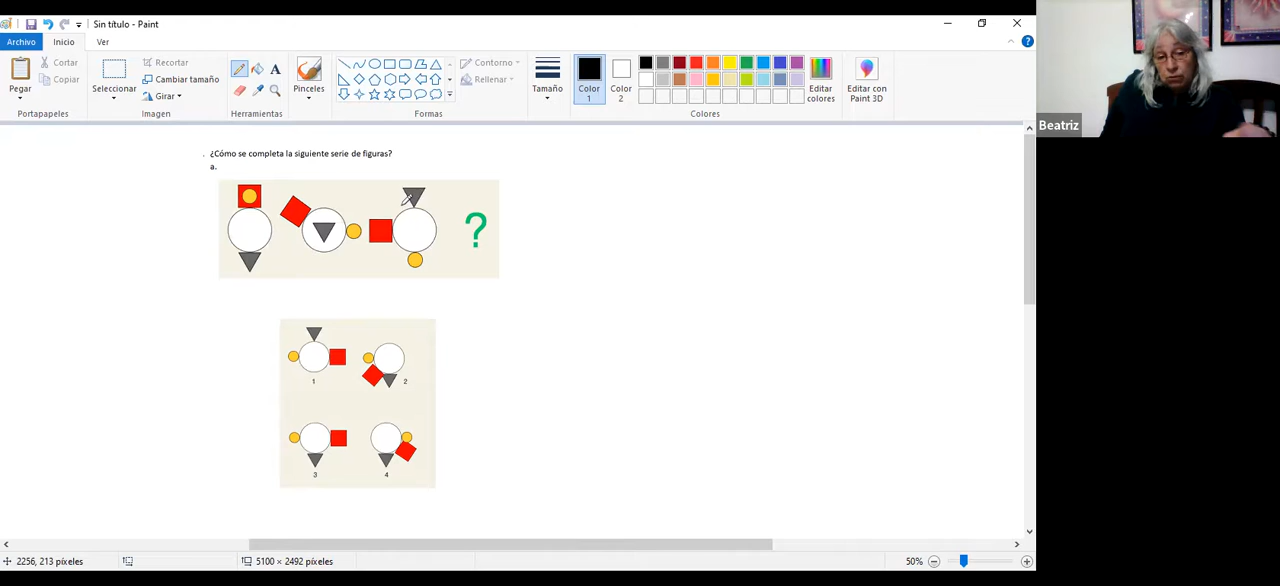 Sin título - Paint
Archivo
Inicio
Ver
Pegar
Cortar
Copiar
Portapapeles
Seleccionar
Recortar
Cambiar tamaño
Girar
Imagen
A
Herramientas
Pinceles
Contorno
Rellenar
Formas
Tamaño
Color
1
Color
2
Editar
colores
Editar con
Paint 3D
Colores
Beatriz
. ¿Cómo se completa la siguiente serie de figuras?
a.
?
1
2
3
4
2256, 213 píxeles
5100 × 2492 píxeles
50%